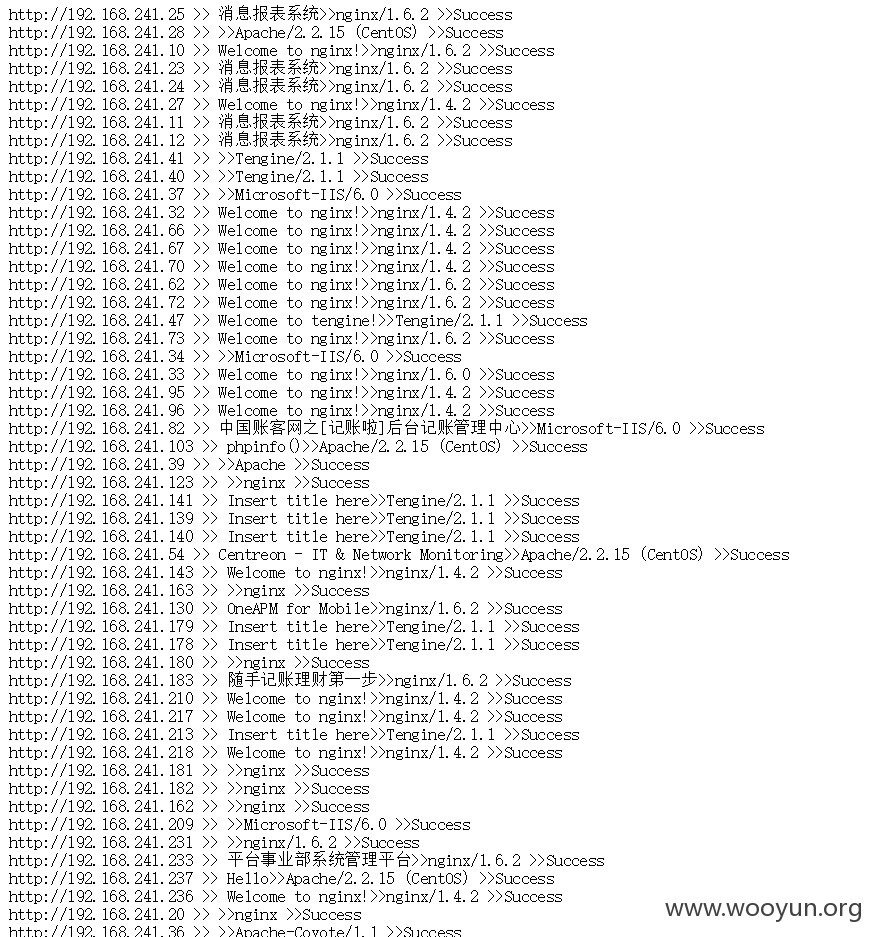 http://192.168.241.25 >> 消息报表系统>>nginx/1.6.2 >>Success
http://192.168.241.28 >> >>Apache/2.2.15 (CentOS) >>Success
http://192.168.241.10 >> Welcome to nginx!>>nginx/1.6.2 >>Success
http://192.168.241.23 >> 消息报表系统>>nginx/1.6.2 >>Success
http://192.168.241.24 >> 消息报表系统>>nginx/1.6.2 >>Success
http://192.168.241.27 >> Welcome to nginx!>>nginx/1.4.2 >>Success
http://192.168.241.11 >> 消息报表系统>>nginx/1.6.2 >>Success
http://192.168.241.12 >> 消息报表系统>>nginx/1.6.2 >>Success
http://192.168.241.41 >> >>Tengine/2.1.1 >>Success
http://192.168.241.40 >> >>Tengine/2.1.1 >>Success
http://192.168.241.37 >> >>Microsoft-IIS/6.0 >>Success
http://192.168.241.32 >> Welcome to nginx!>>nginx/1.4.2 >>Success
http://192.168.241.66 >> Welcome to nginx!>>nginx/1.4.2 >>Success
http://192.168.241.67 >> Welcome to nginx!>>nginx/1.4.2 >>Success
http://192.168.241.70 >> Welcome to nginx!>>nginx/1.4.2 >>Success
http://192.168.241.62 >> Welcome to nginx!>>nginx/1.6.2 >>Success
http://192.168.241.72 >> Welcome to nginx!>>nginx/1.6.2 >>Success
http://192.168.241.47 >> Welcome to tengine!>>Tengine/2.1.1 >>Success
http://192.168.241.73 >> Welcome to nginx!>>nginx/1.6.2 >>Success
http://192.168.241.34 >> >>Microsoft-IIS/6.0 >>Success
http://192.168.241.33 >> Welcome to nginx!>>nginx/1.6.0 >>Success
http://192.168.241.95 >> Welcome to nginx!>>nginx/1.4.2 >>Success
http://192.168.241.96 >> Welcome to nginx!>>nginx/1.4.2 >>Success
http://192.168.241.82 >> 中国账客网之[记账啦]后台记账管理中心>>Microsoft-IIS/6.0 >>Success
http://192.168.241.103 >> phpinfo()>>Apache/2.2.15 (CentOS) >>Success
http://192.168.241.39 >> >>Apache >>Success
http://192.168.241.123 >> >>nginx >>Success
http://192.168.241.141 >> Insert title here>>Tengine/2.1.1 >>Success
http://192.168.241.139 >> Insert title here>>Tengine/2.1.1 >>Success
http://192.168.241.140 >> Insert title here>>Tengine/2.1.1 >>Success
http://192.168.241.54 >> Centreon - IT & Network Monitoring>>Apache/2.2.15 (CentOS) >>Success
http://192.168.241.143 >> Welcome to nginx!>>nginx/1.4.2 >>Success
http://192.168.241.163 >> >>nginx >>Success
http://192.168.241.130 >> OneAPM for Mobile>>nginx/1.6.2 >>Success
http://192.168.241.179 >> Insert title here>>Tengine/2.1.1 >>Success
http://192.168.241.178 >> Insert title here>>Tengine/2.1.1 >>Success
http://192.168.241.180 >> >>nginx >>Success
http://192.168.241.183 >> 随手记账理财第一步>>nginx/1.6.2 >>Success
http://192.168.241.210 >> Welcome to nginx!>>nginx/1.4.2 >>Success
http://192.168.241.217 >> Welcome to nginx!>>nginx/1.4.2 >>Success
http://192.168.241.213 >> Insert title here>>Tengine/2.1.1 >>Success
http://192.168.241.218 >> Welcome to nginx!>>nginx/1.4.2 >>Success
http://192.168.241.181 >> >>nginx >>Success
http://192.168.241.182 >> >>nginx >>Success
http://192.168.241.162 >> >>nginx >>Success
http://192.168.241.209 >> >>Microsoft-IIS/6.0 >>Success
http://192.168.241.231 >> >>nginx/1.6.2 >>Success
http://192.168.241.233 >> 平台事业部系统管理平台>>nginx/1.6.2 >>Success
http://192.168.241.237 >> Hello>>Apache/2.2.15 (CentOS) >>Success
http://192.168.241.236 >> Welcome to nginx!>>nginx/1.4.2 >>Success
http://192.168.241.20 >> >>nginx >>Success
http://192.168.241.36 >> >>Apache-Coyote/1.1 >>Success
www.wooyun.org